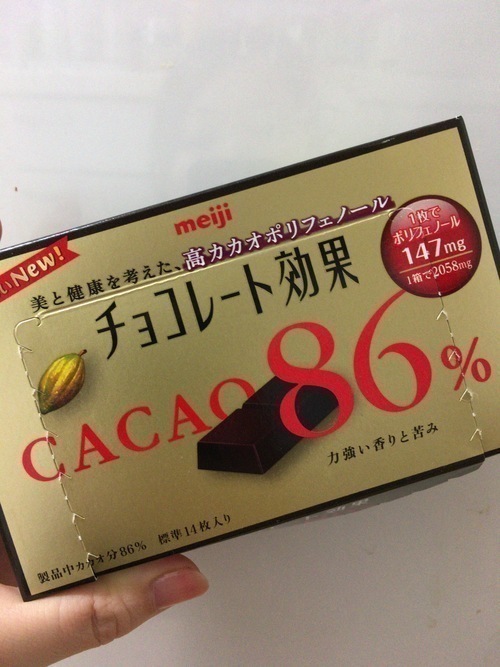 meiji
New!
美と健康を考えた、高カカオポリフェノール
チョコレート効果
CACAO 86%
1枚で
ポリフェノール
147mg
1箱で2058mg
力強い香りと苦み
製品中カカオ分86% 標準14枚入り